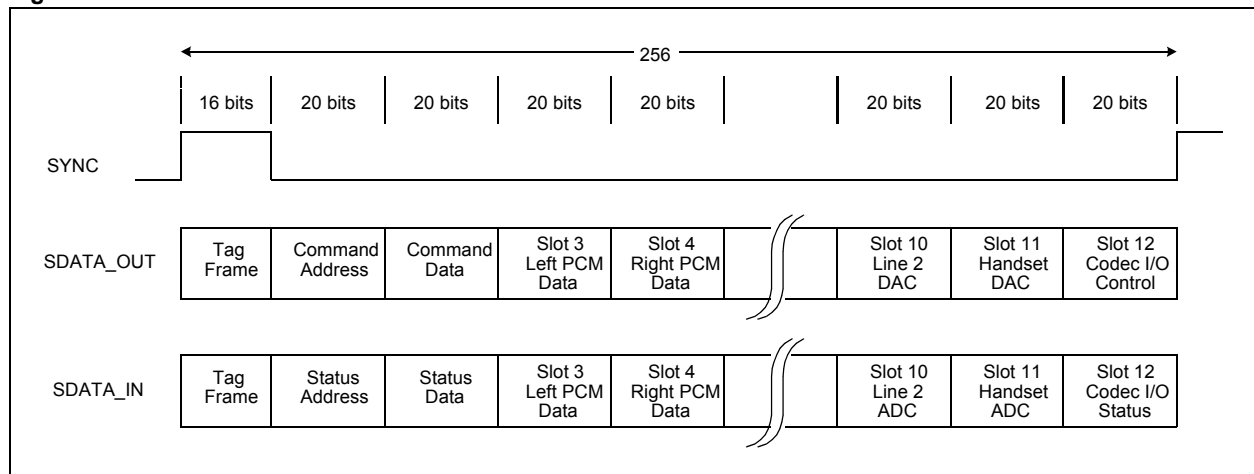 256
16 bits 20 bits 20 bits 20 bits 20 bits 20 bits 20 bits 20 bits
SYNC
SDATA_OUT
Tag
Frame
Command
Address
Command
Data
Slot 3
Left PCM
Data
Slot 4
Right PCM
Data
Slot 10
Line 2
DAC
Slot 11
Handset
DAC
Slot 12
Codec I/O
Control
SDATA_IN
Tag
Frame
Status
Address
Status
Data
Slot 3
Left PCM
Data
Slot 4
Right PCM
Data
Slot 10
Line 2
ADC
Slot 11
Handset
ADC
Slot 12
Codec I/O
Status